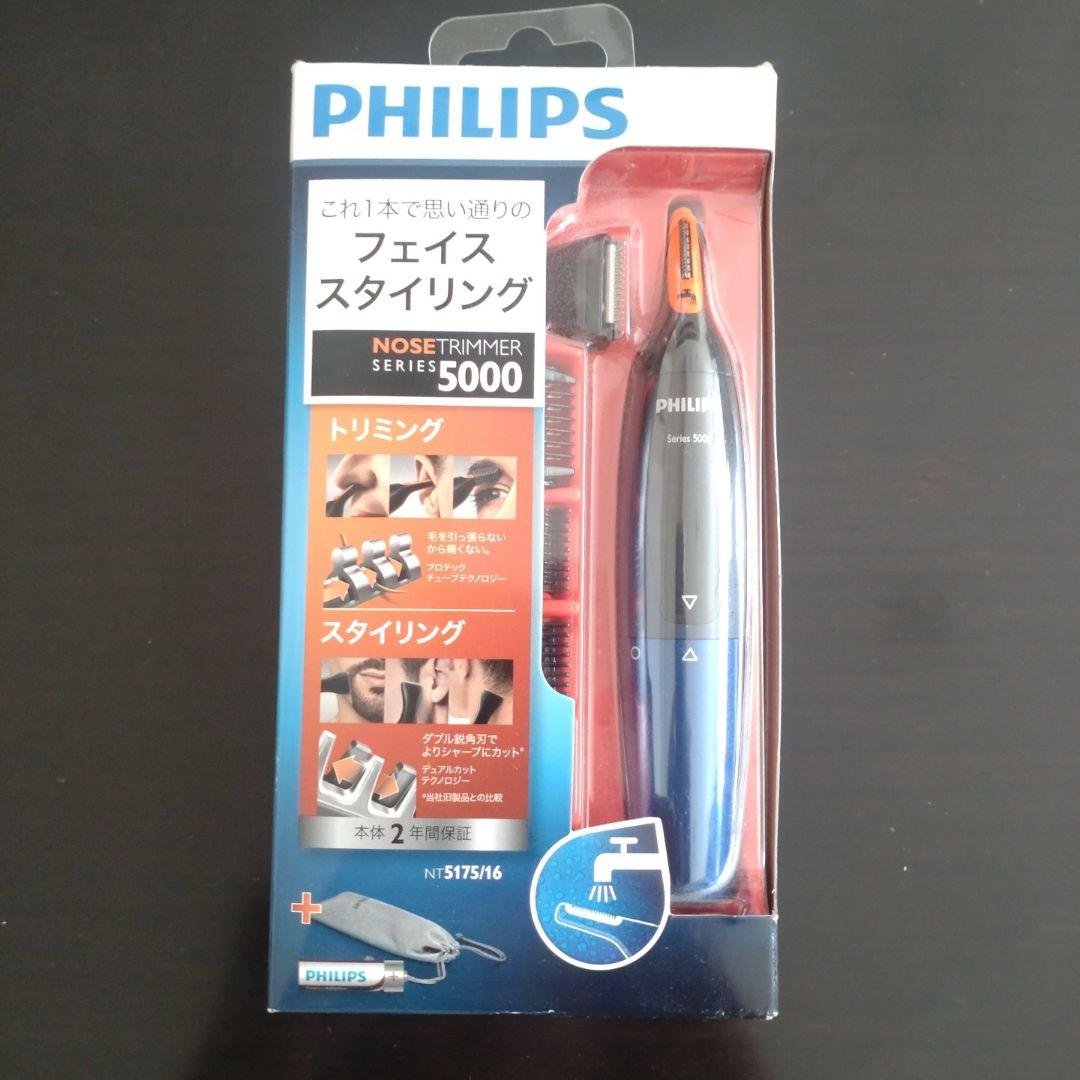 PHILIPS
これ1本で思い通りの
フェイス
スタイリング
NOSETRIMMER
SERIES 5000
トリミング
毛を引っ張らない
から痛くない。
プロテック
チューブテクノロジー
スタイリング
ダブル鋭角刃で
よりシャープにカット*
デュアルカット
テクノロジー
*当社旧製品との比較
本体2年間保証
NT5175/16
PHILIPS
PHILIP
Series 500